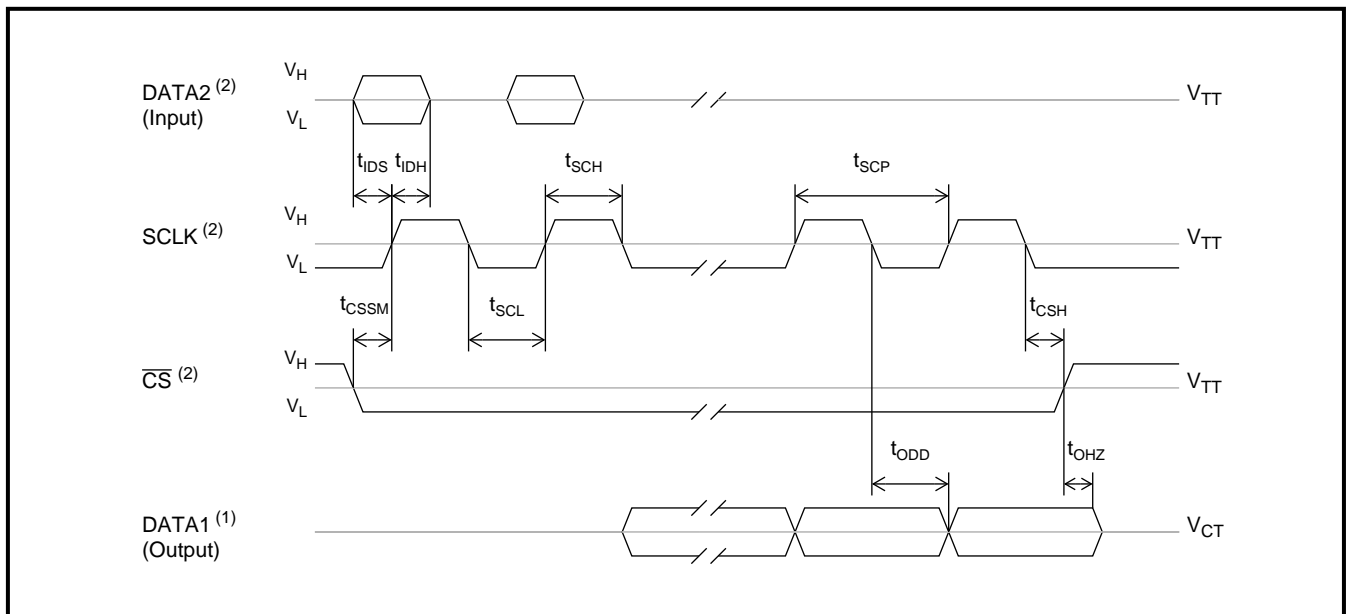 V_H
DATA2 (2)
(Input)
V_L
V_TT
t_IDS
t_IDH
t_SCH
t_SCP
V_H
SCLK (2)
V_L
V_TT
t_CSSM
t_SCL
t_CSH
V_H
C̅S̅ (2)
V_L
V_TT
t_ODD
t_OHZ
DATA1 (1)
(Output)
V_CT